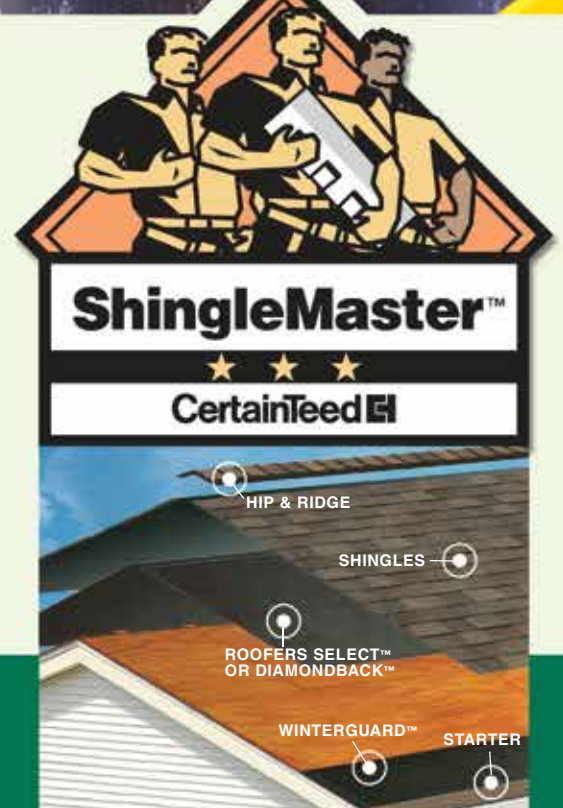 ShingleMaster™
CertainTeed
HIP & RIDGE
SHINGLES
ROOFERS SELECT™
OR DIAMONDBACK™
WINTERGUARD™
STARTER